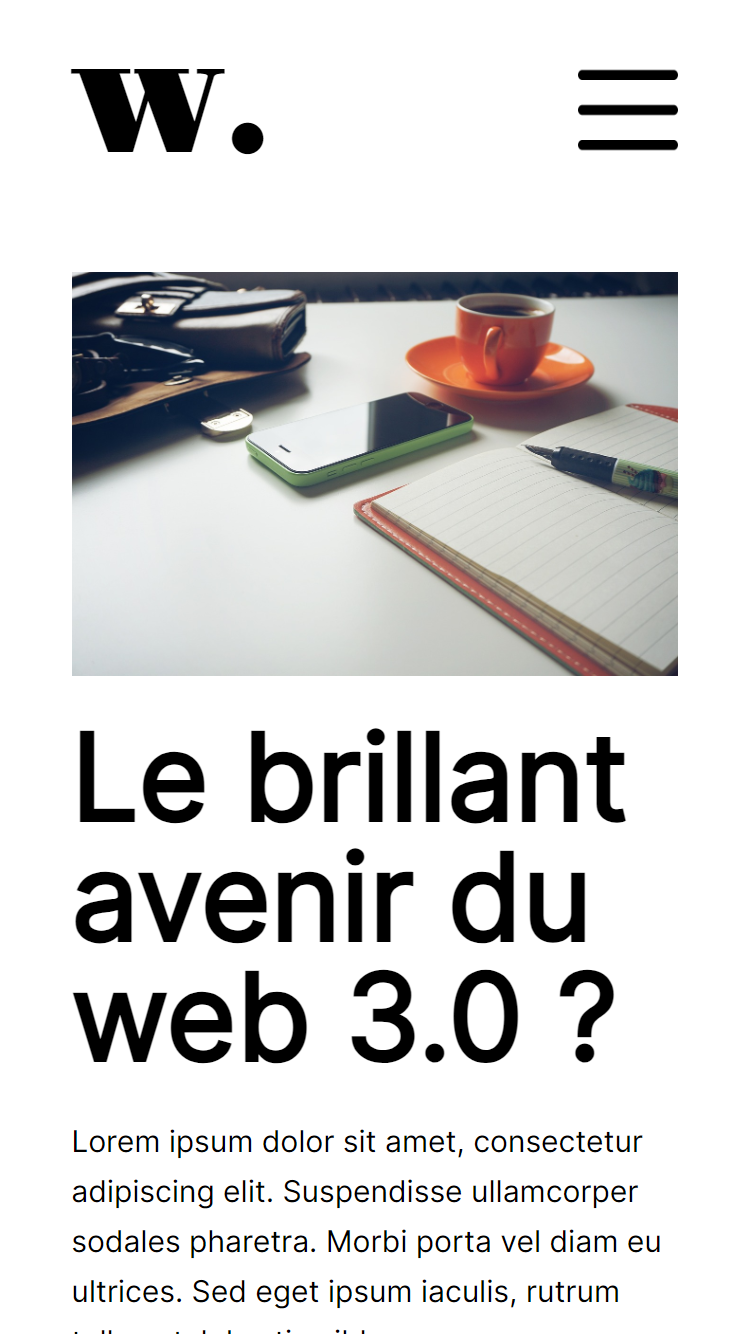 W.
Le brillant
avenir du
web 3.0 ?
Lorem ipsum dolor sit amet, consectetur
adipiscing elit. Suspendisse ullamcorper
sodales pharetra. Morbi porta vel diam eu
ultrices. Sed eget ipsum iaculis, rutrum